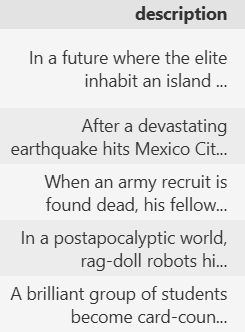 description
In a future where the elite
inhabit an island ...
After a devastating
earthquake hits Mexico Cit...
When an army recruit is
found dead, his fellow...
In a postapocalyptic world,
rag-doll robots hi...
A brilliant group of students
become card-coun...